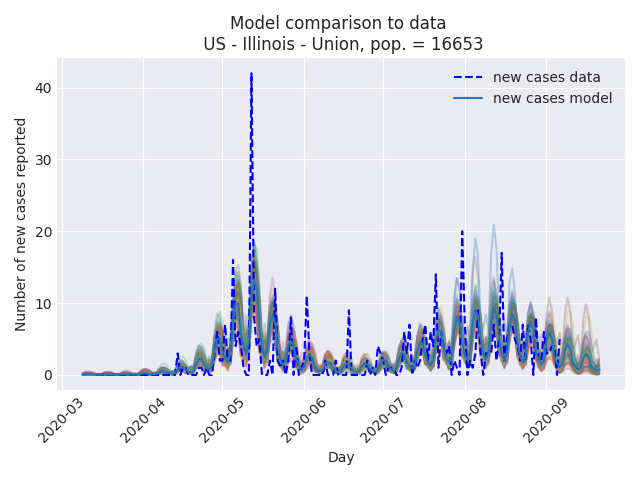 Model comparison to data
US - Illinois - Union, pop. = 16653
new cases data
new cases model
Number of new cases reported
40
30
20
10
0
2020-03
2020-04
2020-05
2020-06
2020-07
2020-08
2020-09
Day